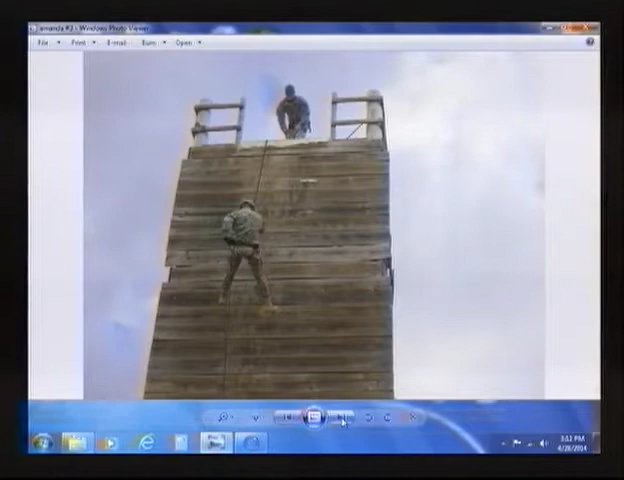 amanda #3 - Windows Photo Viewer
File Print E-mail Burn Open
3:12 PM
4/28/2014